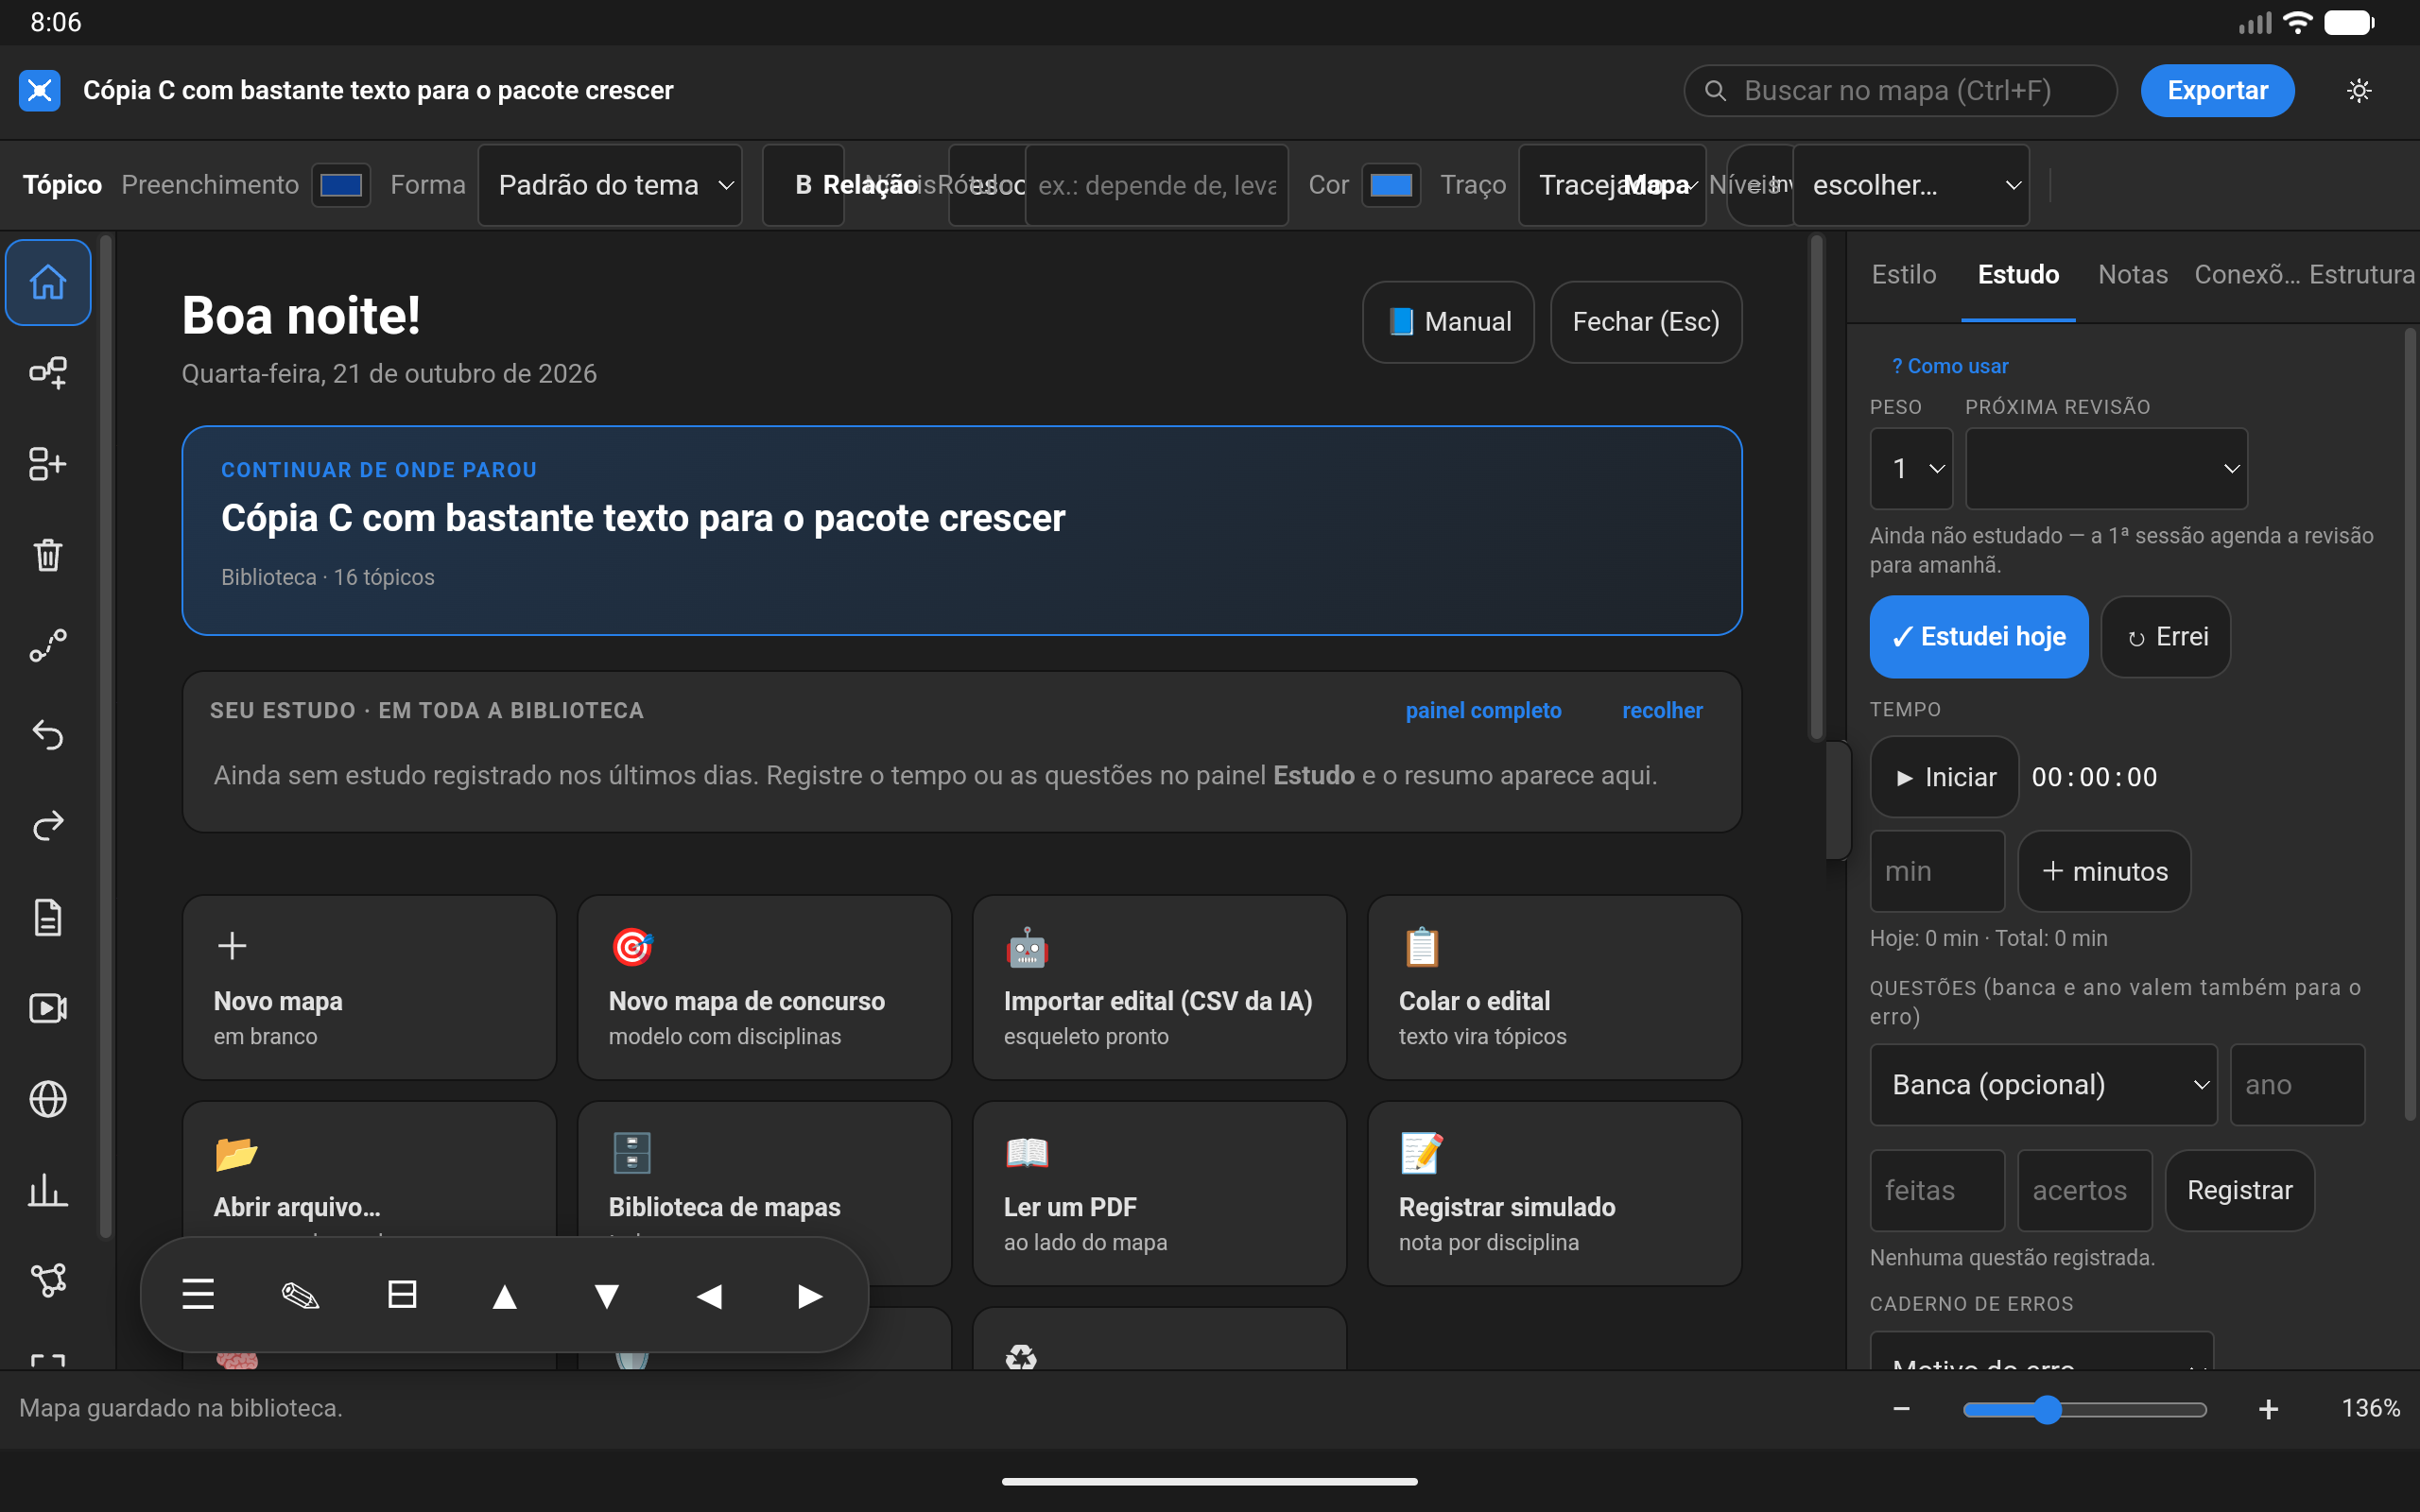 8:06
Cópia C com bastante texto para o pacote crescer
Buscar no mapa (Ctrl+F)
Exportar
Tópico Preenchimento Forma Padrão do tema B Relação Rótulo ex.: depende de, leva Cor Traço Tracejado Mapa Níveis escolher...
Estilo Estudo Notas Conexõ... Estrutura
Boa noite!
Manual
Fechar (Esc)
Quarta-feira, 21 de outubro de 2026
CONTINUAR DE ONDE PAROU
Cópia C com bastante texto para o pacote crescer
Biblioteca · 16 tópicos
SEU ESTUDO · EM TODA A BIBLIOTECA
painel completo
recolher
Ainda sem estudo registrado nos últimos dias. Registre o tempo ou as questões no painel Estudo e o resumo aparece aqui.
Novo mapa
em branco
Novo mapa de concurso
modelo com disciplinas
Importar edital (CSV da IA)
esqueleto pronto
Colar o edital
texto vira tópicos
Abrir arquivo...
Biblioteca de mapas
Ler um PDF
ao lado do mapa
Registrar simulado
nota por disciplina
? Como usar
PESO PRÓXIMA REVISÃO
1
Ainda não estudado — a 1ª sessão agenda a revisão
para amanhã.
✓ Estudei hoje
↻ Errei
TEMPO
▶ Iniciar 00:00:00
min
+ minutos
Hoje: 0 min · Total: 0 min
QUESTÕES (banca e ano valem também para o
erro)
Banca (opcional)
ano
feitas
acertos
Registrar
Nenhuma questão registrada.
CADERNO DE ERROS
Motivo do erro
Mapa guardado na biblioteca.
− + 136%